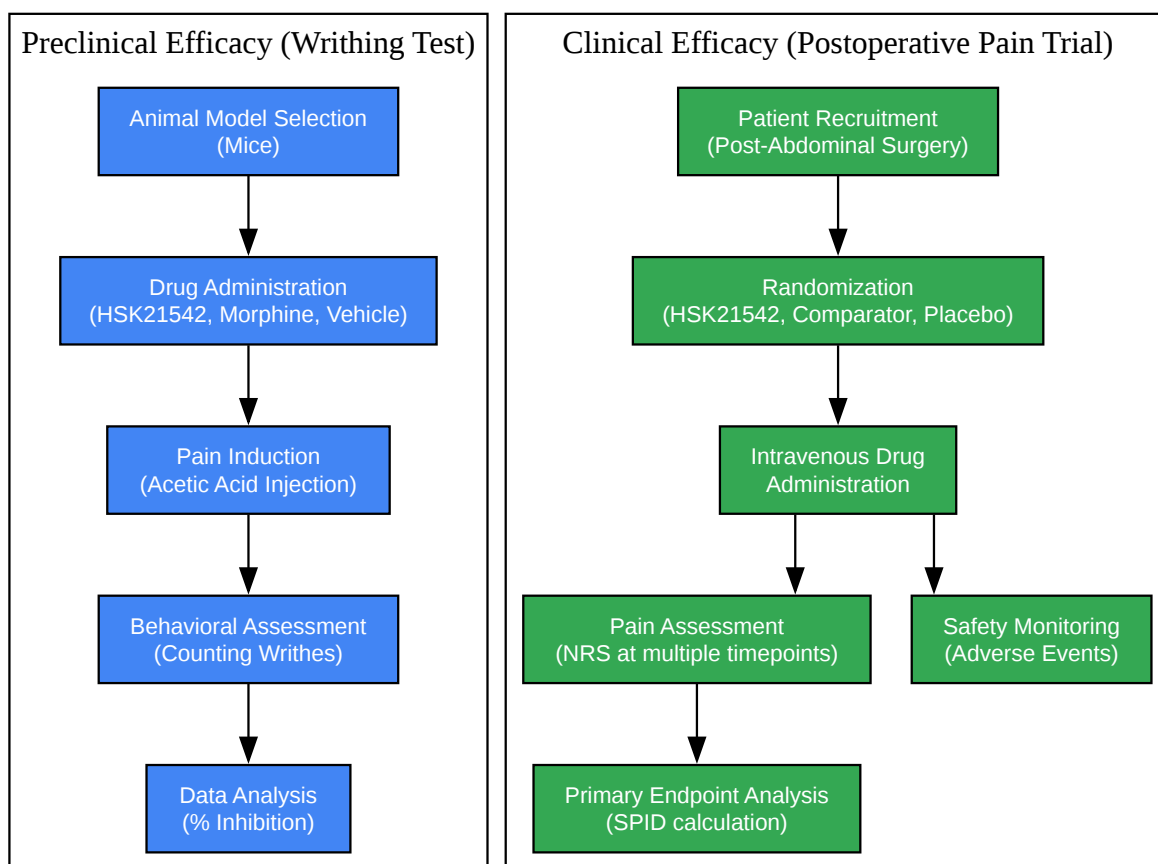 Preclinical Efficacy (Writhing Test)
Animal Model Selection
(Mice)
Drug Administration
(HSK21542, Morphine, Vehicle)
Pain Induction
(Acetic Acid Injection)
Behavioral Assessment
(Counting Writhes)
Data Analysis
(% Inhibition)
Clinical Efficacy (Postoperative Pain Trial)
Patient Recruitment
(Post-Abdominal Surgery)
Randomization
(HSK21542, Comparator, Placebo)
Intravenous Drug
Administration
Pain Assessment
(NRS at multiple timepoints)
Safety Monitoring
(Adverse Events)
Primary Endpoint Analysis
(SPID calculation)